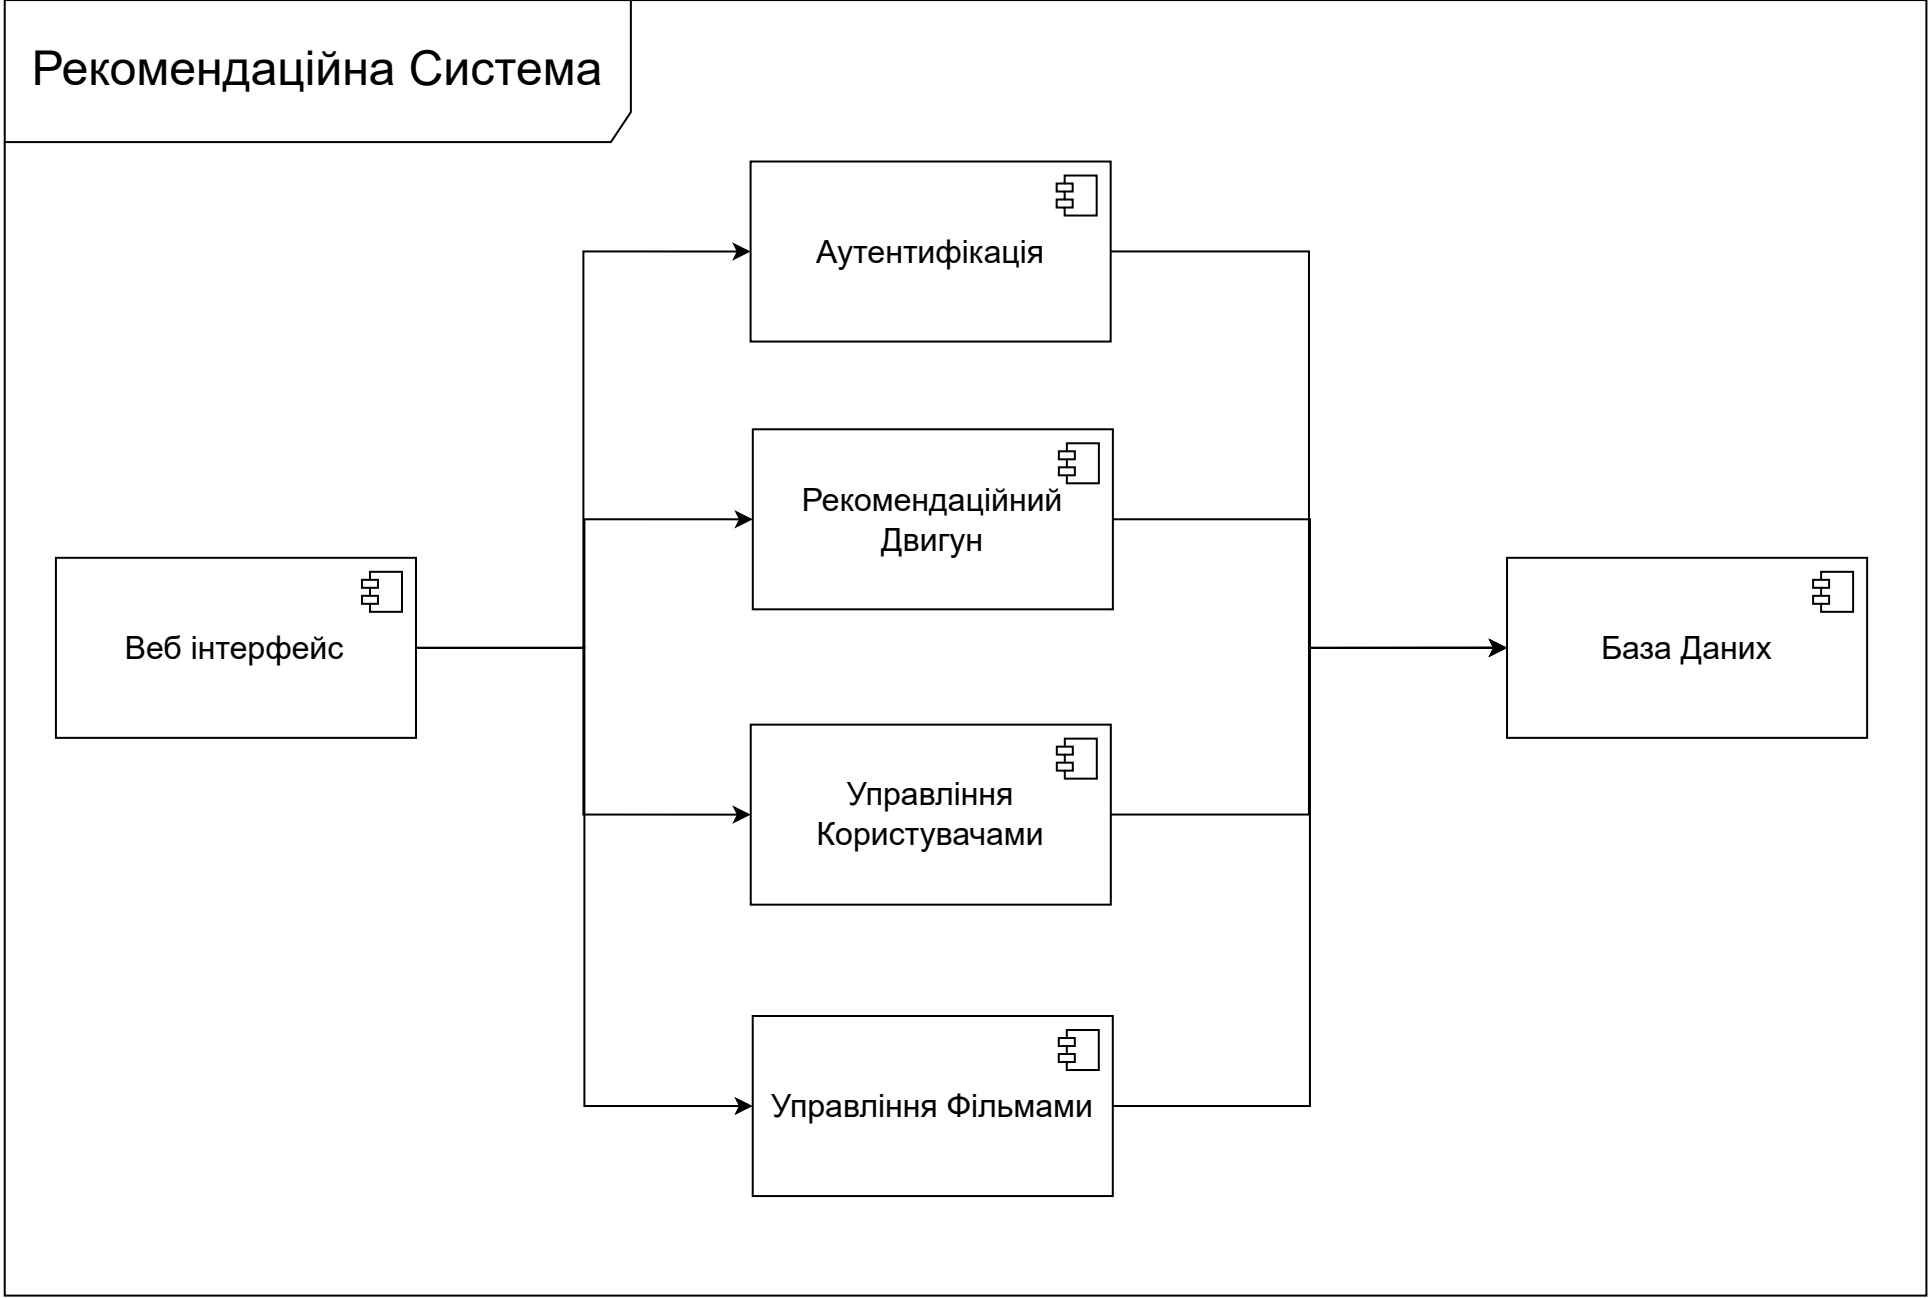 Рекомендаційна Система
Аутентифікація
Рекомендаційний
Двигун
Веб інтерфейс
База Даних
Управління
Користувачами
Управління Фільмами